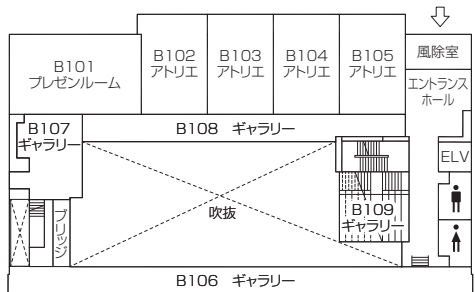 B101
プレゼンルーム
B102
アトリエ
B103
アトリエ
B104
アトリエ
B105
アトリエ
風除室
エントランス
ホール
B107
ギャラリー
B108 ギャラリー
ELV
吹抜
B109
ギャラリー
ブリッジ
B106 ギャラリー